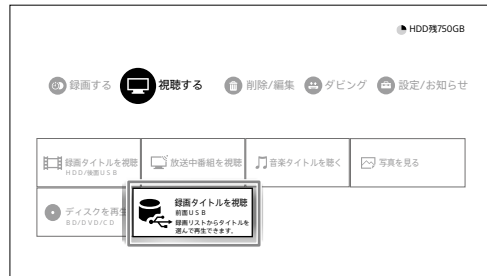 HDD残750GB
録画する
視聴する
削除/編集
ダビング
設定/お知らせ
録画タイトルを視聴
HDD/後面USB
放送中番組を視聴
音楽タイトルを聴く
写真を見る
ディスクを再生
BD/DVD/CD
録画タイトルを視聴
前面USB
録画リストからタイトルを
選んで再生できます。